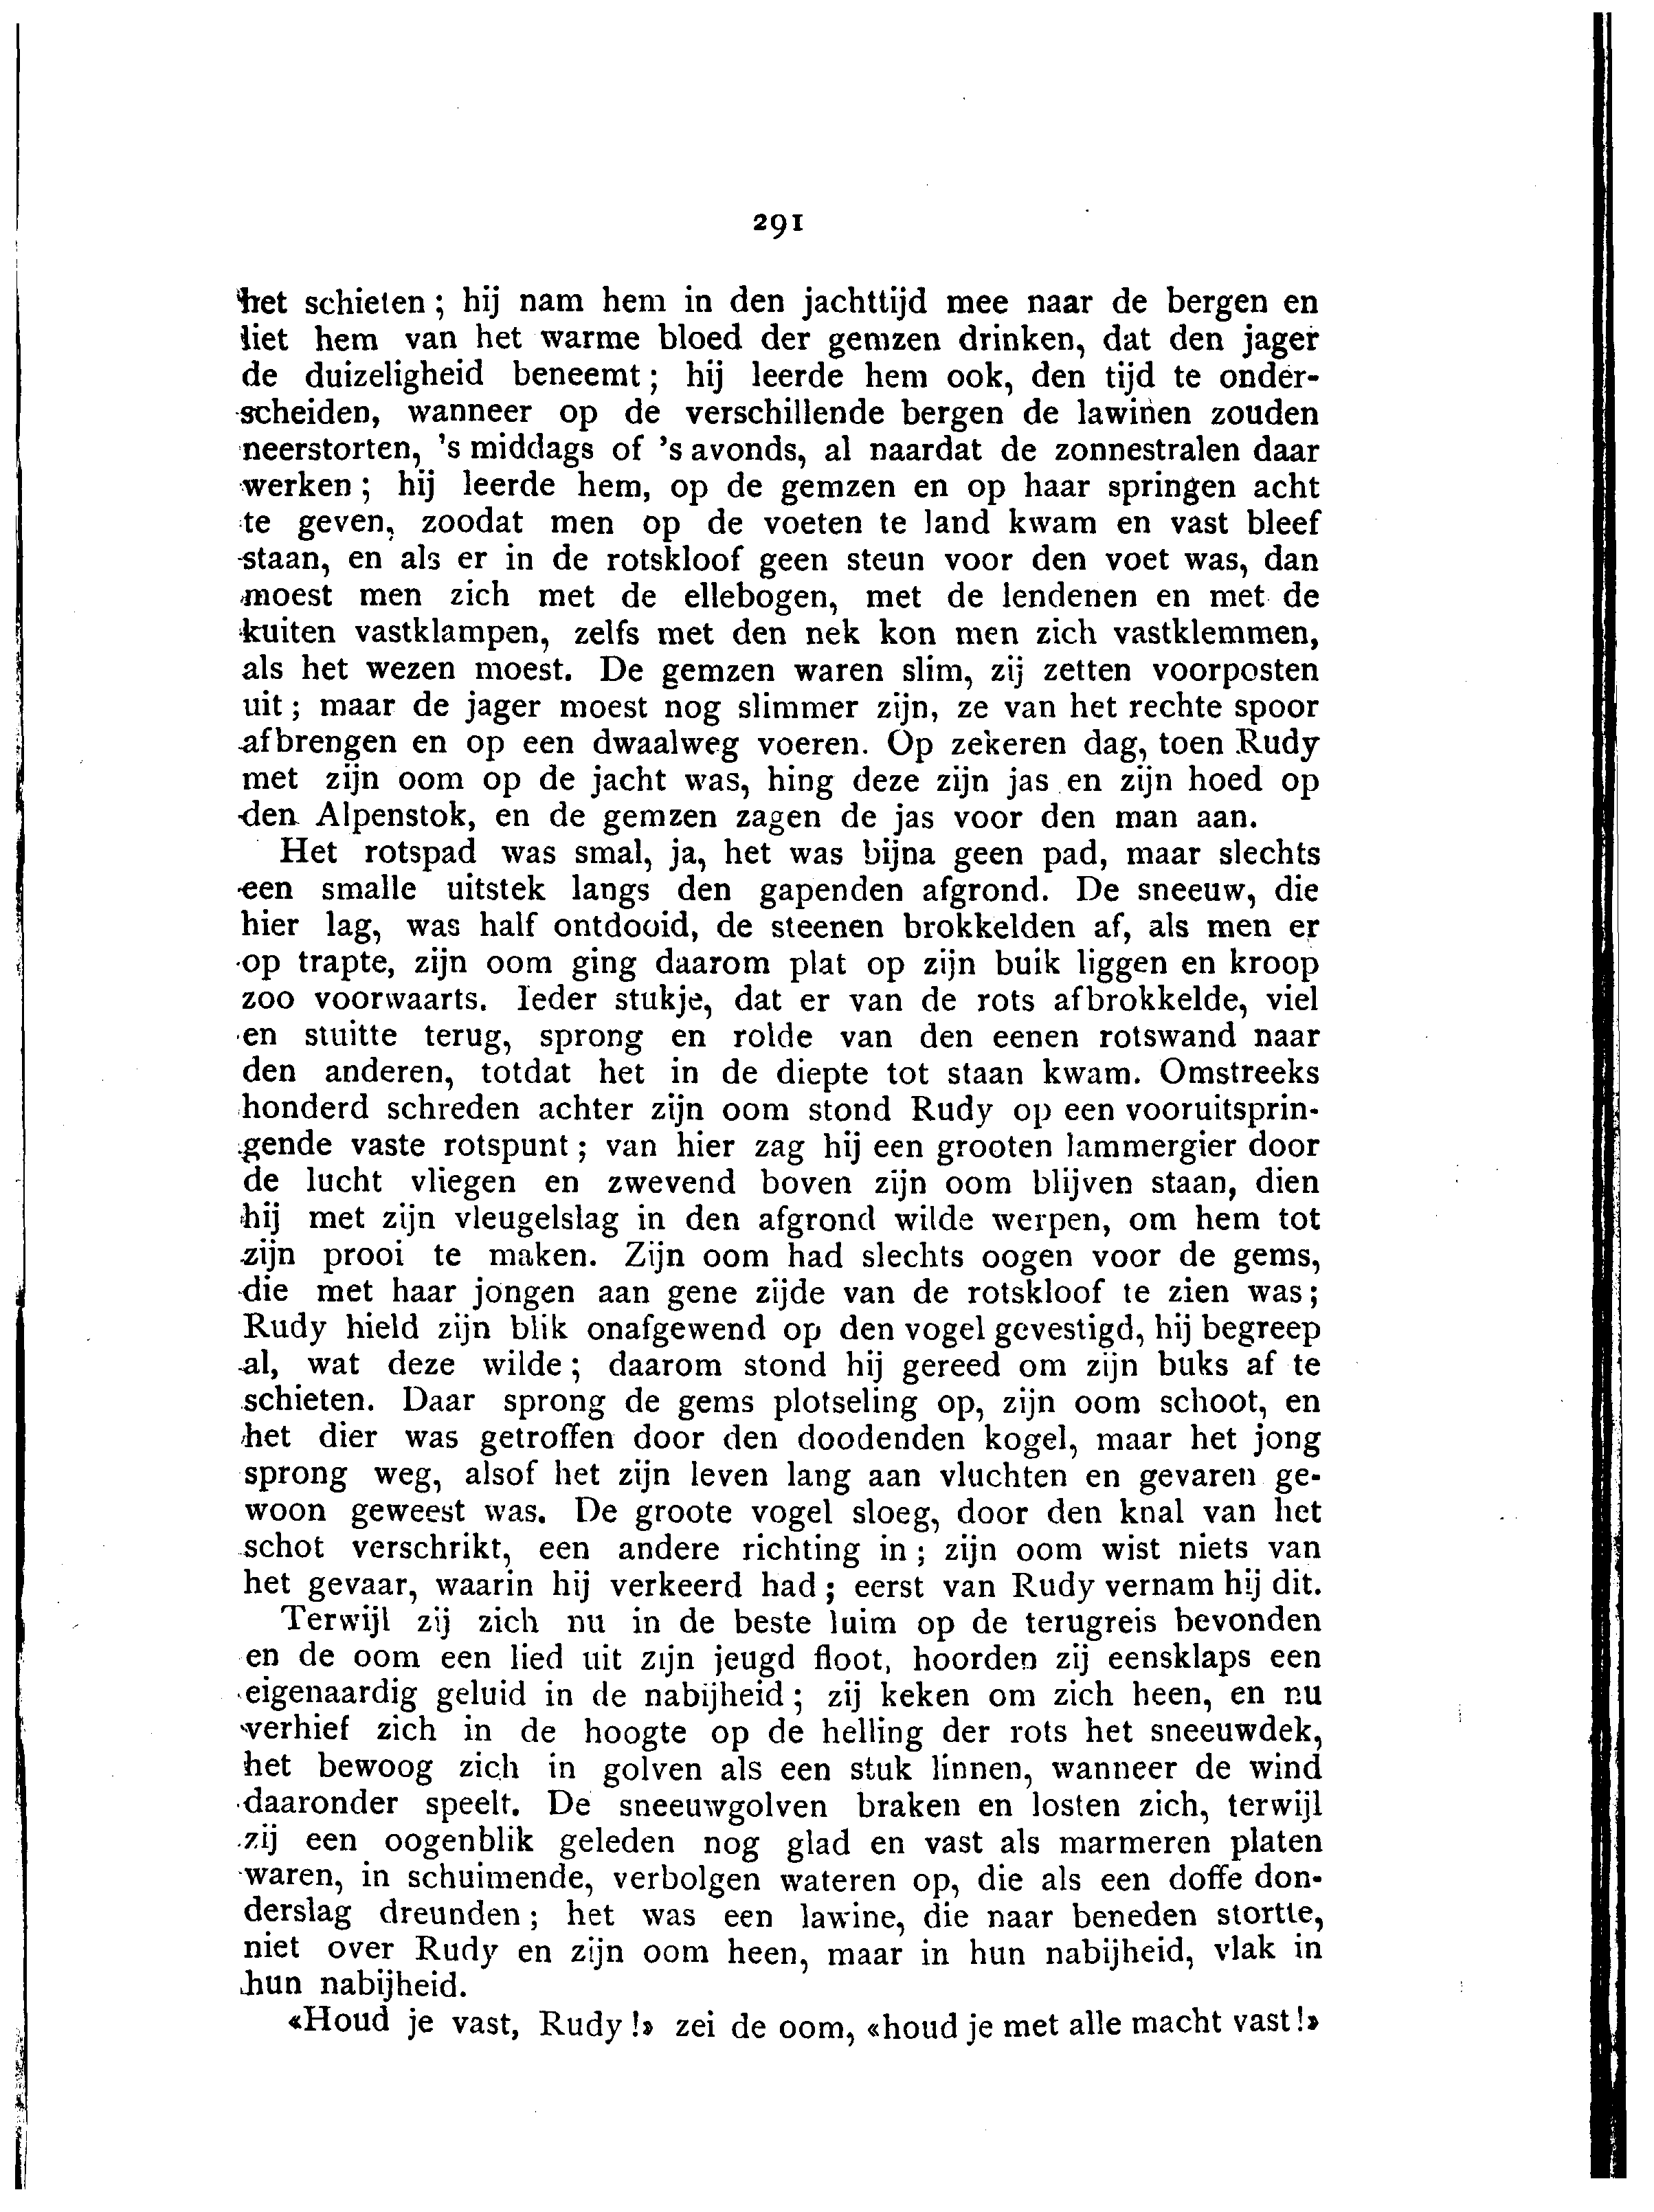 291
het schieten; hij nam hem in den jachttijd mee naar de bergen en
liet hem van het warme bloed der gemzen drinken, dat den jager
de duizeligheid beneemt; hij leerde hem ook, den tijd te onder-
scheiden, wanneer op de verschillende bergen de lawinen zouden
neerstorten, 's middags of 's avonds, al naardat de zonnestralen daar
werken; hij leerde hem, op de gemzen en op haar springen acht
te geven, zoodat men op de voeten te land kwam en vast bleef
staan, en als er in de rotskloof geen steun voor den voet was, dan
moest men zich met de ellebogen, met de lendenen en met de
kuiten vastklampen, zelfs met den nek kon men zich vastklemmen,
als het wezen moest. De gemzen waren slim, zij zetten voorposten
uit; maar de jager moest nog slimmer zijn, ze van het rechte spoor
afbrengen en op een dwaalweg voeren. Op zekeren dag, toen Rudy
met zijn oom op de jacht was, hing deze zijn jas en zijn hoed op
den Alpenstok, en de gemzen zagen de jas voor den man aan.
Het rotspad was smal, ja, het was bijna geen pad, maar slechts
een smalle uitstek langs den gapenden afgrond. De sneeuw, die
hier lag, was half ontdooid, de steenen brokkelden af, als men er
op trapte, zijn oom ging daarom plat op zijn buik liggen en kroop
zoo voorwaarts. Ieder stukje, dat er van de rots afbrokkelde, viel
en stuitte terug, sprong en rolde van den eenen rotswand naar
den anderen, totdat het in de diepte tot staan kwam. Omstreeks
honderd schreden achter zijn oom stond Rudy op een vooruitsprin-
gende vaste rotspunt; van hier zag hij een grooten lammergier door
de lucht vliegen en zwevend boven zijn oom blijven staan, dien
hij met zijn vleugelslag in den afgrond wilde werpen, om hem tot
zijn prooi te maken. Zijn oom had slechts oogen voor de gems,
die met haar jongen aan gene zijde van de rotskloof te zien was;
Rudy hield zijn blik onafgewend op den vogel gevestigd, hij begreep
al, wat deze wilde; daarom stond hij gereed om zijn buks af te
schieten. Daar sprong de gems plotseling op, zijn oom schoot, en
het dier was getroffen door den doodenden kogel, maar het jong
sprong weg, alsof het zijn leven lang aan vluchten en gevaren ge-
woon geweest was. De groote vogel sloeg, door den knal van het
schot verschrikt, een andere richting in; zijn oom wist niets van
het gevaar, waarin hij verkeerd had; eerst van Rudy vernam hij dit.
Terwijl zij zich nu in de beste luim op de terugreis bevonden
en de oom een lied uit zijn jeugd floot, hoorden zij eensklaps een
eigenaardig geluid in de nabijheid; zij keken om zich heen, en nu
verhief zich in de hoogte op de helling der rots het sneeuwdek,
het bewoog zich in golven als een stuk linnen, wanneer de wind
daaronder speelt. De sneeuwgolven braken en losten zich, terwijl
zij een oogenblik geleden nog glad en vast als marmeren platen
waren, in schuimende, verbolgen wateren op, die als een doffe don-
derslag dreunden; het was een lawine, die naar beneden stortte,
niet over Rudy en zijn oom heen, maar in hun nabijheid, vlak in
hun nabijheid.
«Houd je vast, Rudy!» zei de oom, «houd je met alle macht vast!»